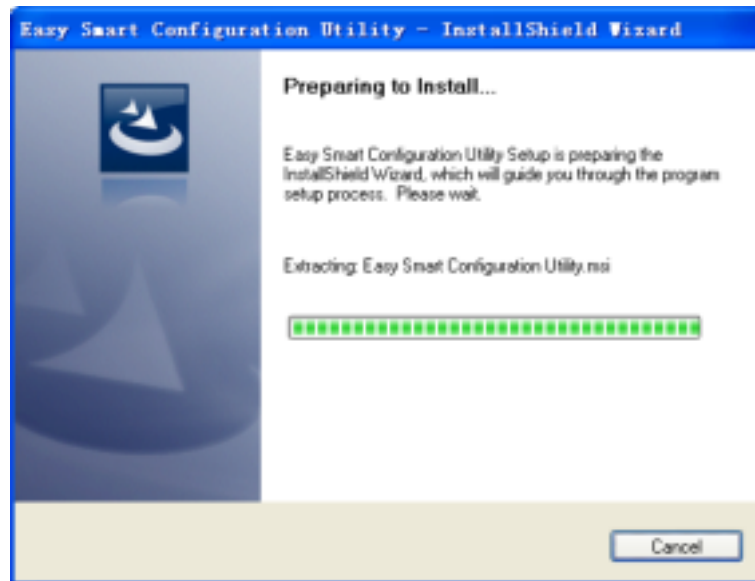 Easy Smart Configuration Utility - InstallShield Wizard
Preparing to Install...
Easy Smart Configuration Utility Setup is preparing the
InstallShield Wizard, which will guide you through the program
setup process. Please wait.
Extracting: Easy Smart Configuration Utility.msi
Cancel